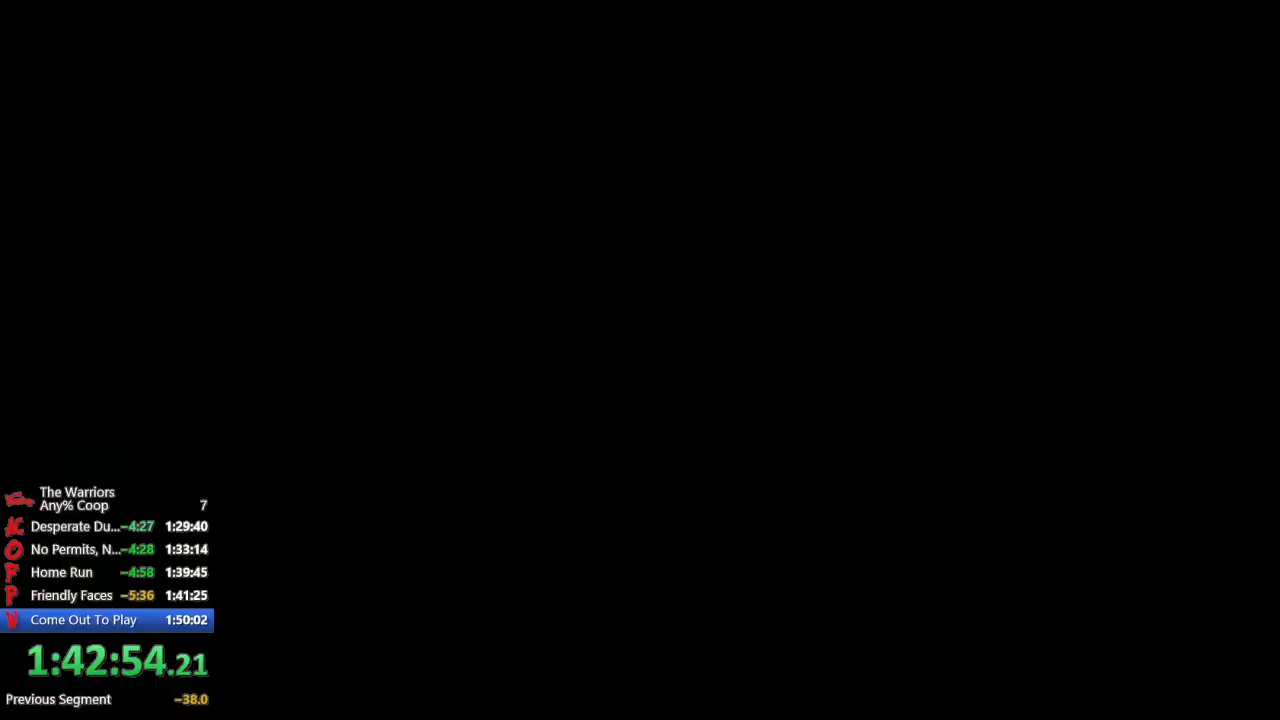 The Warriors
Any% Coop 7
Desperate Du... −4:27 1:29:40
No Permits, N... −4:28 1:33:14
Home Run −4:58 1:39:45
Friendly Faces −5:36 1:41:25
Come Out To Play 1:50:02
1:42:54.21
Previous Segment −38.0